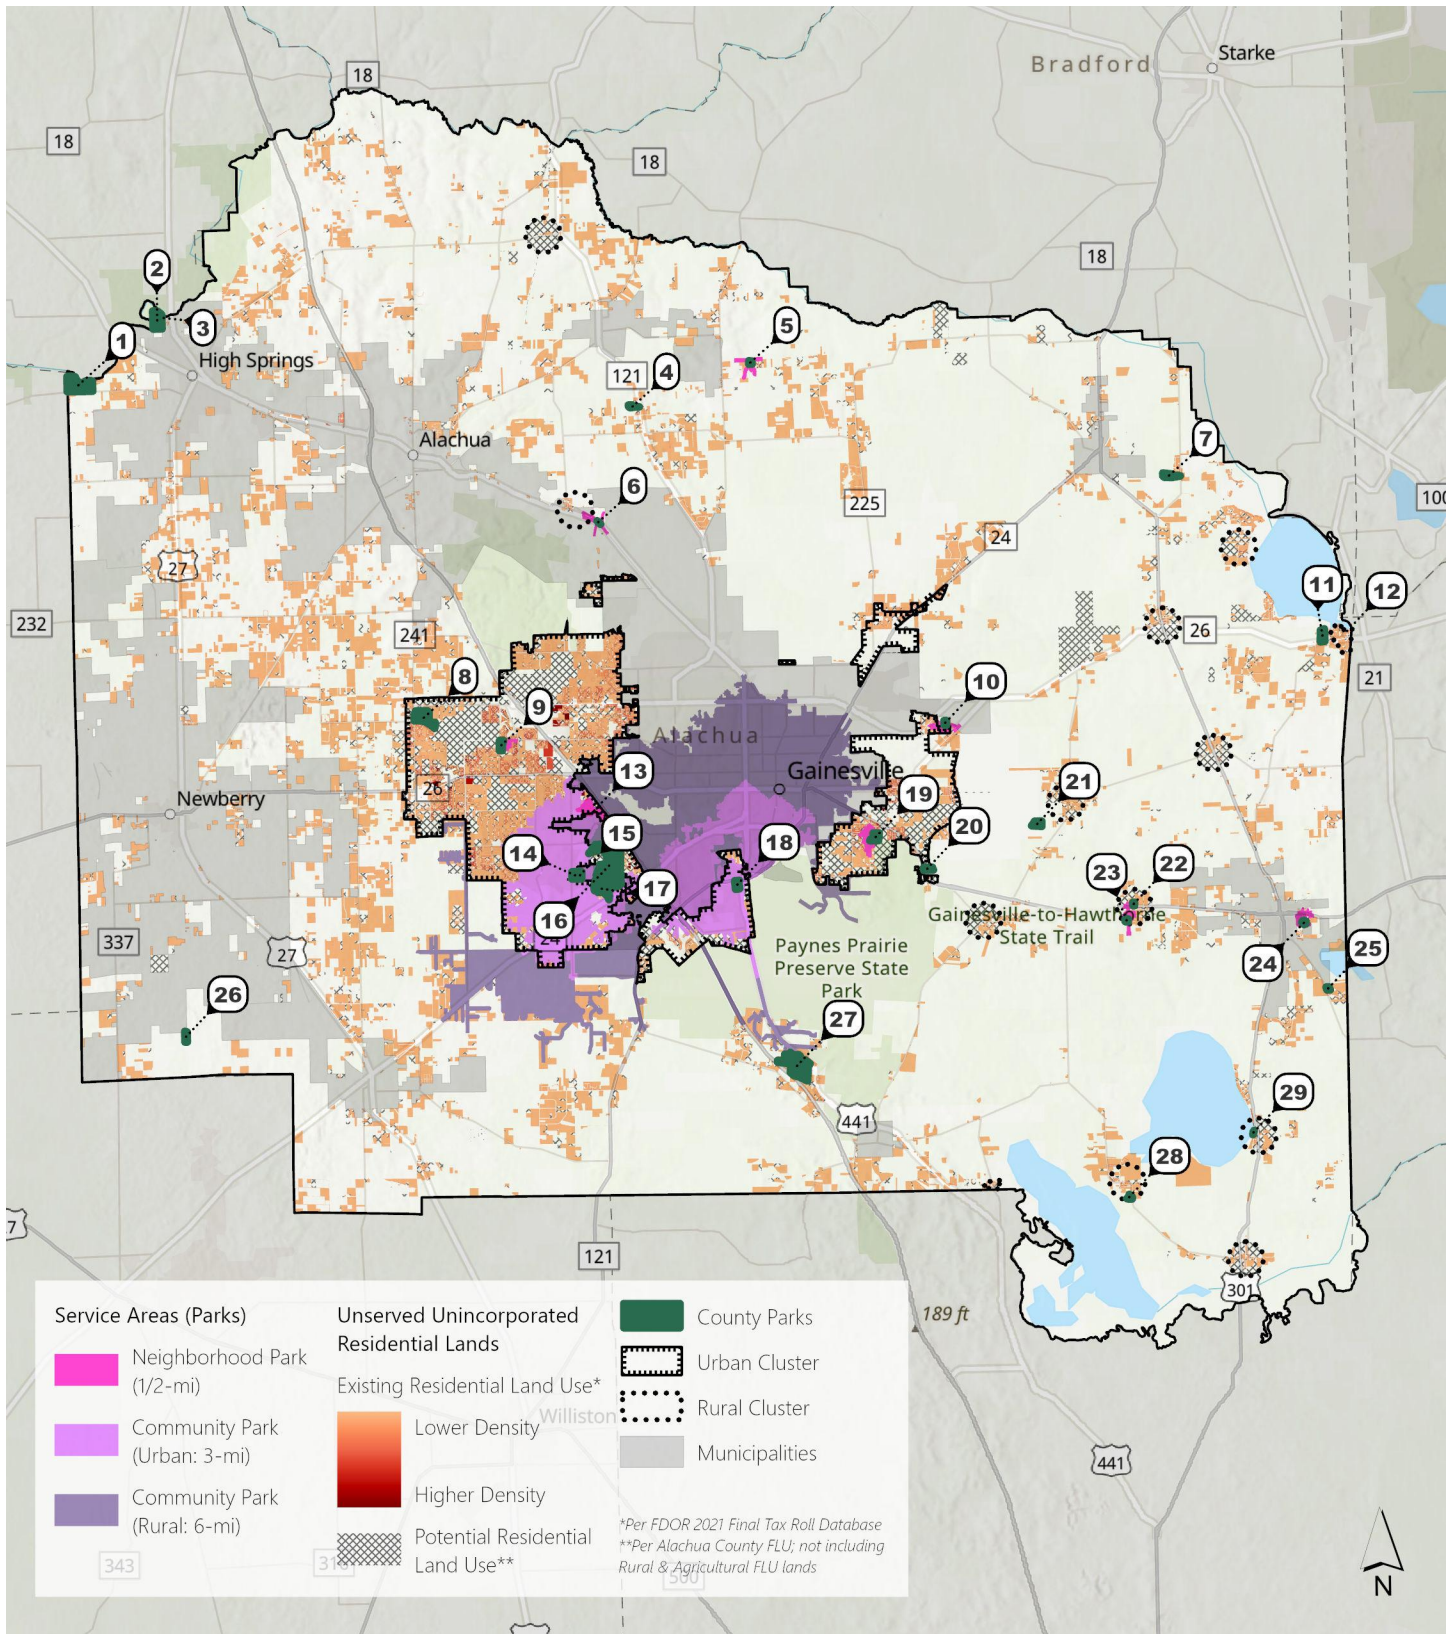 Starke
Bradford
18
18
18
18
2
3
1
High Springs
5
4
121
Alachua
7
6
225
100
24
27
11
12
232
241
26
8
21
10
9
Alachua
13
Gainesville
26
Newberry
21
19
15
20
14
18
23
22
17
16
Gainesville-to-Hawthorne
State Trail
24
337
27
Paynes Prairie
Preserve State
Park
25
24
26
27
29
441
28
7
121
301
189 ft
Service Areas (Parks)
Neighborhood Park
(1/2-mi)
Community Park
(Urban: 3-mi)
Community Park
(Rural: 6-mi)
Unserved Unincorporated
Residential Lands
Existing Residential Land Use*
Lower Density
Williston
Higher Density
Potential Residential
Land Use**
County Parks
Urban Cluster
Rural Cluster
Municipalities
*Per FDOR 2021 Final Tax Roll Database
**Per Alachua County FLU; not including
Rural & Agricultural FLU lands
343
500
441
N